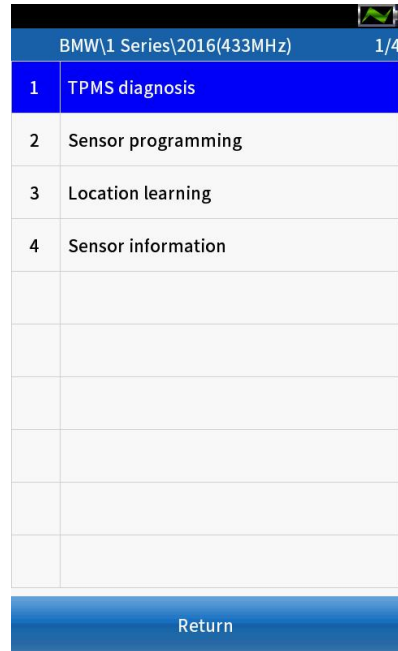 BMW\1 Series\2016(433MHz) 1/4
1 TPMS diagnosis
2 Sensor programming
3 Location learning
4 Sensor information
Return